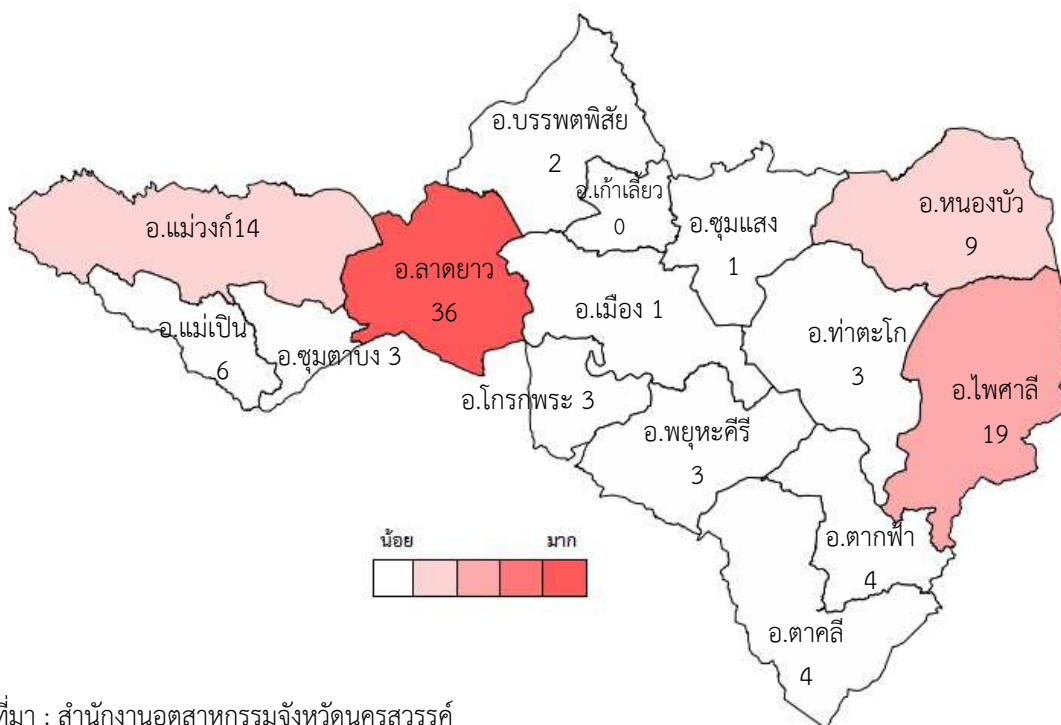 อ.บรรพตพิสัย
2
อ.เก้าเลี้ยว
0
อ.หนองบัว
9
อ.แม่วงก์14
อ.ชุมแสง
1
อ.ลาดยาว
36
อ.เมือง 1
อ.แม่เปิน
6
อ.ชุมตาบง 3
อ.ท่าตะโก
3
อ.ไพศาลี
19
อ.โกรกพระ 3
อ.พยุหะคีรี
3
น้อย มาก
อ.ตากฟ้า
4
อ.ตาคลี
4
ที่มา : สำนักงานอุตสาหกรรมจังหวัดนครสวรรค์